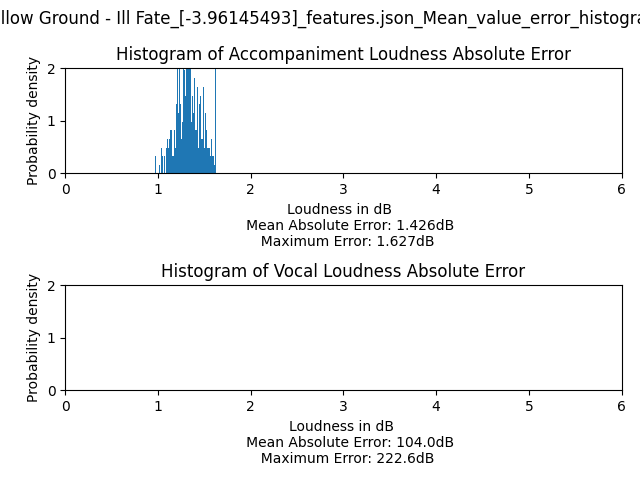 llow Ground - Ill Fate_[-3.96145493]_features.json_Mean_value_error_histogra
Histogram of Accompaniment Loudness Absolute Error
Probability density
2
1
0
0 1 2 3 4 5 6
Loudness in dB
Mean Absolute Error: 1.426dB
Maximum Error: 1.627dB
Histogram of Vocal Loudness Absolute Error
Probability density
2
1
0
0 1 2 3 4 5 6
Loudness in dB
Mean Absolute Error: 104.0dB
Maximum Error: 222.6dB